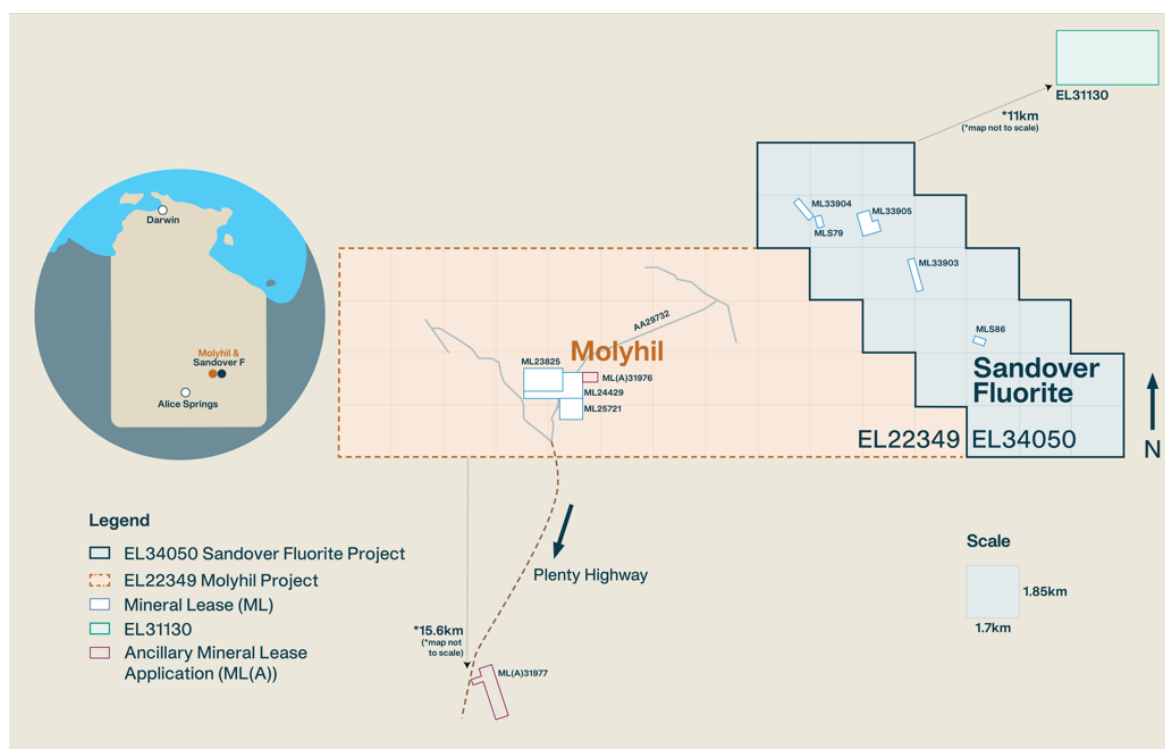 EL31130
*11km
(*map not to scale)
ML33904
MLS79
ML33905
ML33903
MLS86
Darwin
Molyhil &
Sandover F
Alice Springs
AA29732
Molyhil
ML23825
ML(A)31976
ML24429
ML25721
Sandover
Fluorite
EL22349
EL34050
N
Legend
EL34050 Sandover Fluorite Project
EL22349 Molyhil Project
Mineral Lease (ML)
EL31130
Ancillary Mineral Lease
Application (ML(A))
Plenty Highway
*15.6km
(*map not
to scale)
ML(A)31977
Scale
1.85km
1.7km